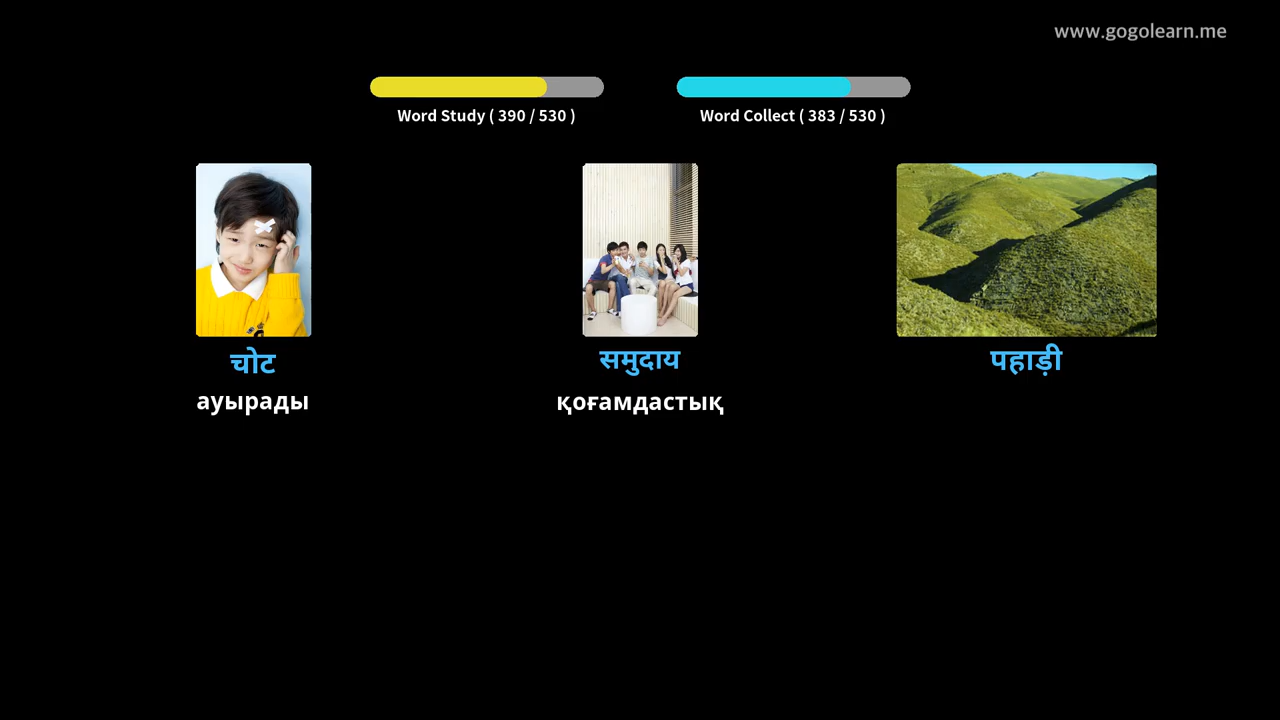 www.gogolearn.me
Word Study ( 390 / 530 )
Word Collect ( 383 / 530 )
चोट
समुदाय
पहाड़ी
ауырады
қоғамдастық